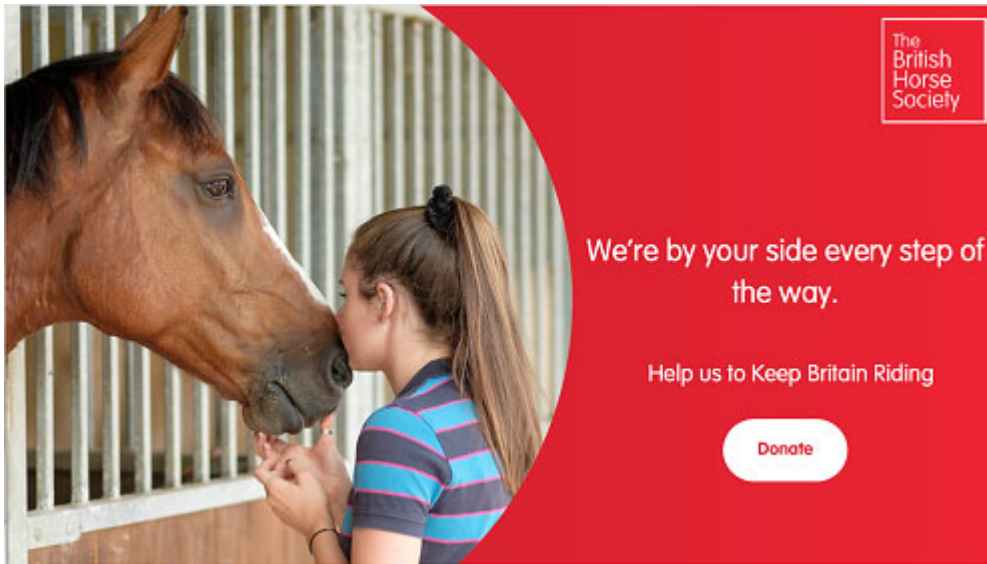 The
British
Horse
Society
We're by your side every step of
the way.
Help us to Keep Britain Riding
Donate